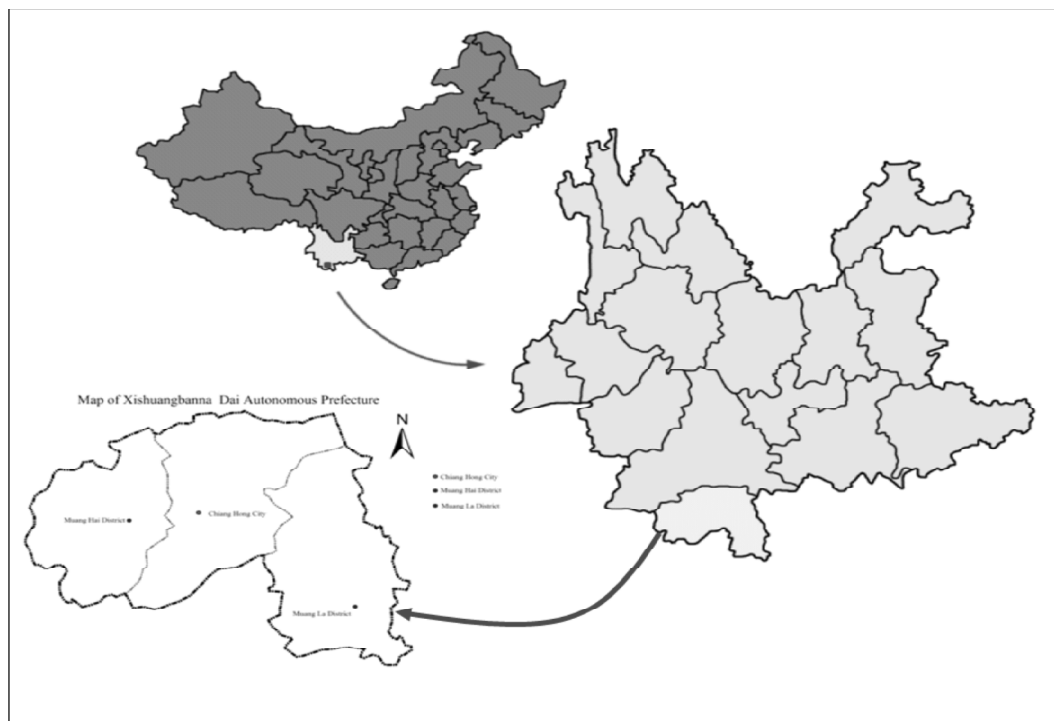 Map of Xishuangbanna Dai Autonomous Prefecture
N
Chiang Hong City
Muang Hai District
Muang La District
Muang Hai District
Chiang Hong City
Muang La District